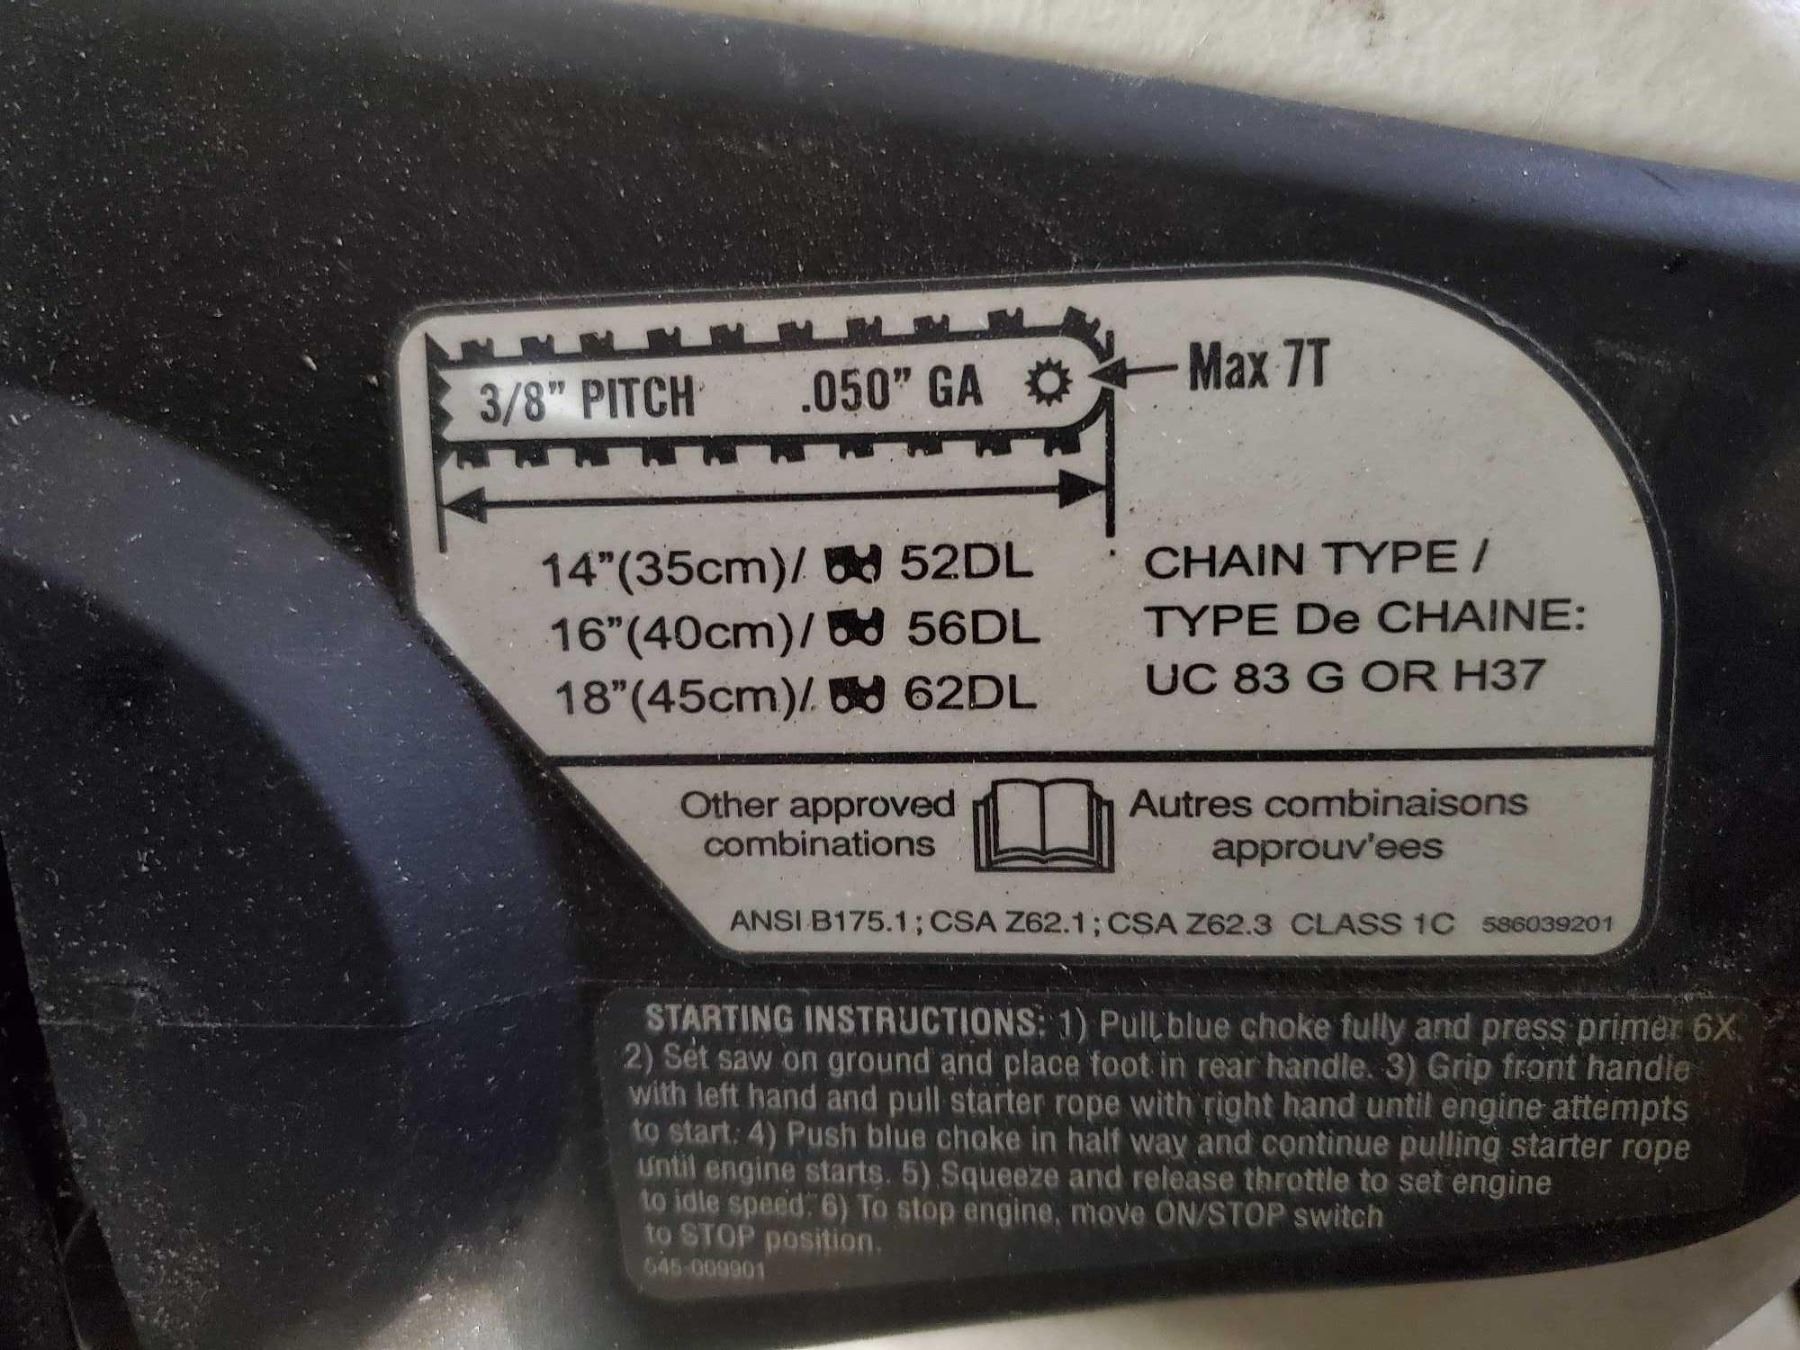 3/8” PITCH .050” GA Max 7T
14”(35cm)/ 52DL
16”(40cm)/ 56DL
18”(45cm)/ 62DL
CHAIN TYPE /
TYPE De CHAINE:
UC 83 G OR H37
Other approved
combinations
Autres combinaisons
approuv'ees
ANSI B175.1; CSA Z62.1; CSA Z62.3 CLASS 1C 586039201
STARTING INSTRUCTIONS: 1) Pull blue choke fully and press primer 6X.
2) Set saw on ground and place foot in rear handle. 3) Grip front handle
with left hand and pull starter rope with right hand until engine attempts
to start. 4) Push blue choke in half way and continue pulling starter rope
until engine starts. 5) Squeeze and release throttle to set engine
to idle speed. 6) To stop engine, move ON/STOP switch
to STOP position.
545-009901